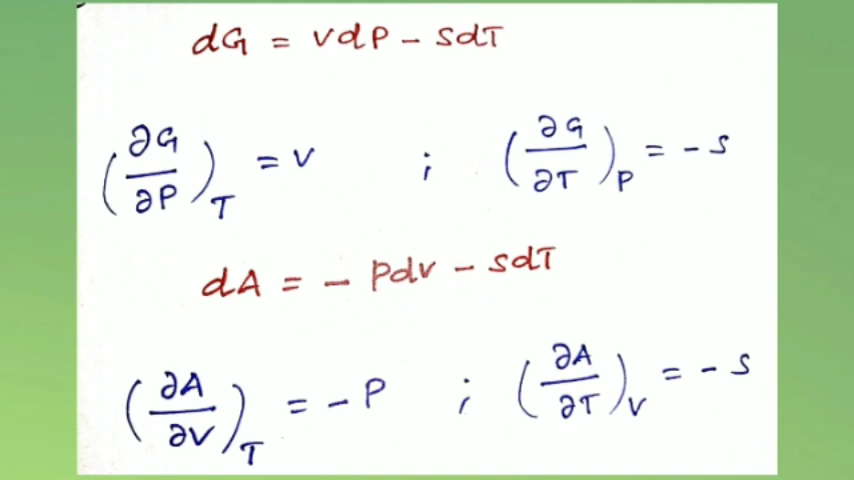 dG = vdP - sdT
(∂G/∂P)_T = v ; (∂G/∂T)_P = - s
dA = - Pdv - sdT
(∂A/∂v)_T = - P ; (∂A/∂T)_v = - s